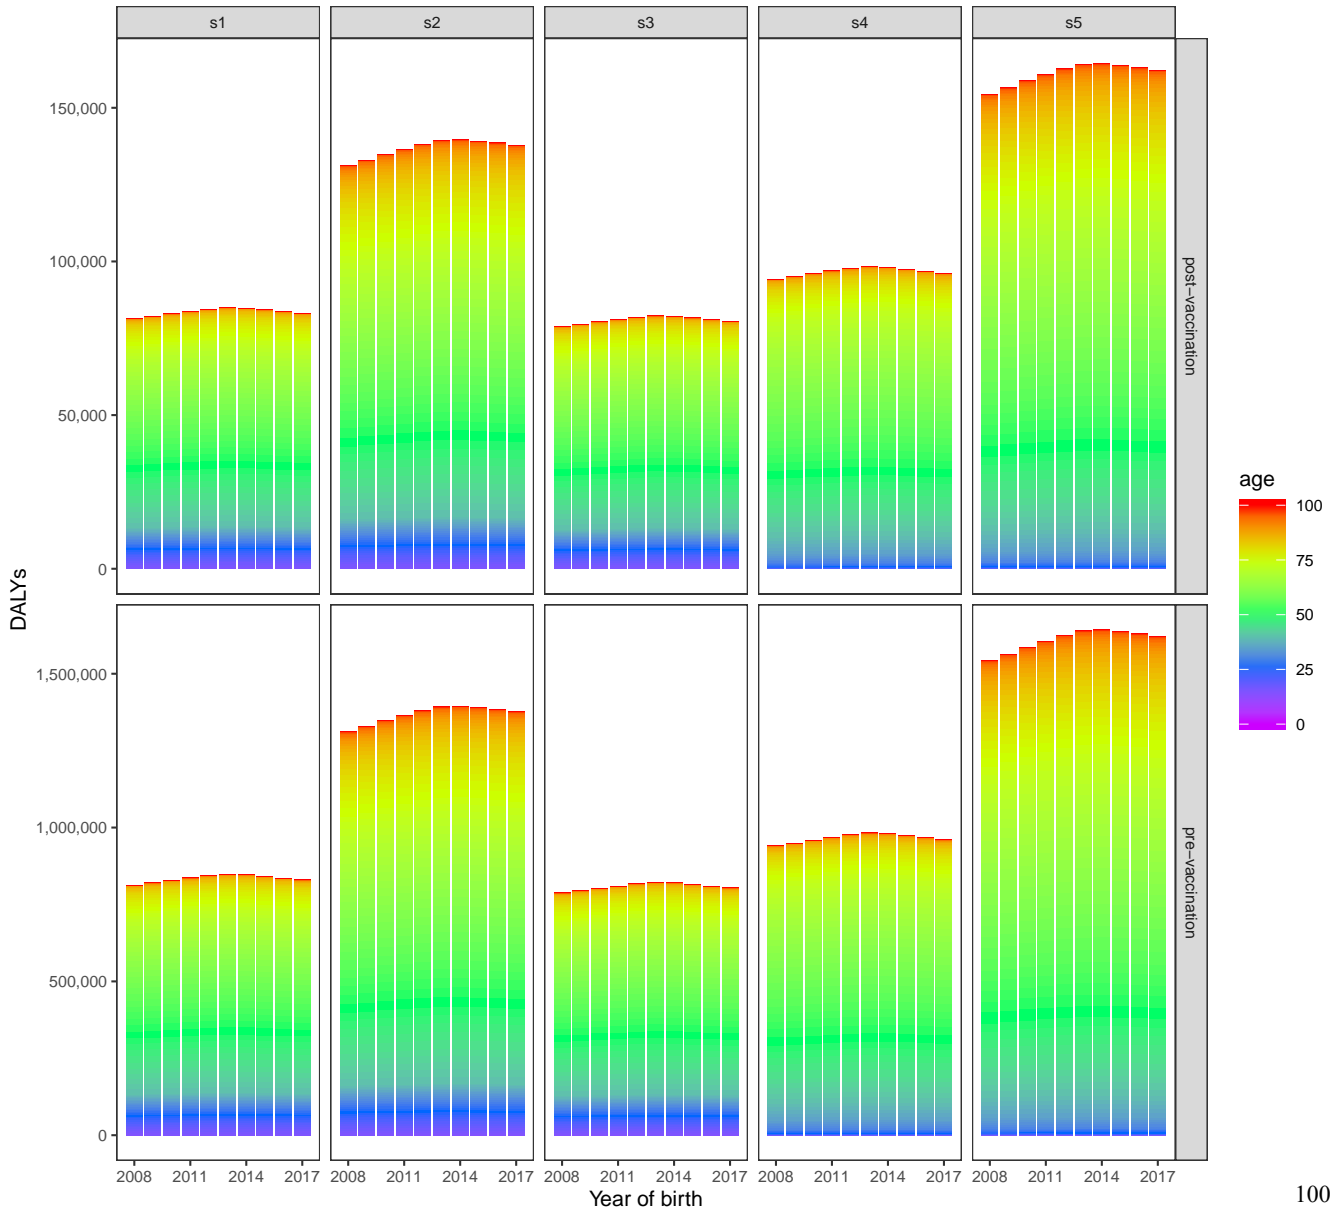 s1 s2 s3 s4 s5
150,000
100,000
50,000
0
post−vaccination
DALYs
1,500,000
1,000,000
500,000
0
pre−vaccination
2008 2011 2014 2017 2008 2011 2014 2017 2008 2011 2014 2017 2008 2011 2014 2017 2008 2011 2014 2017
Year of birth
age
100
75
50
25
0
100